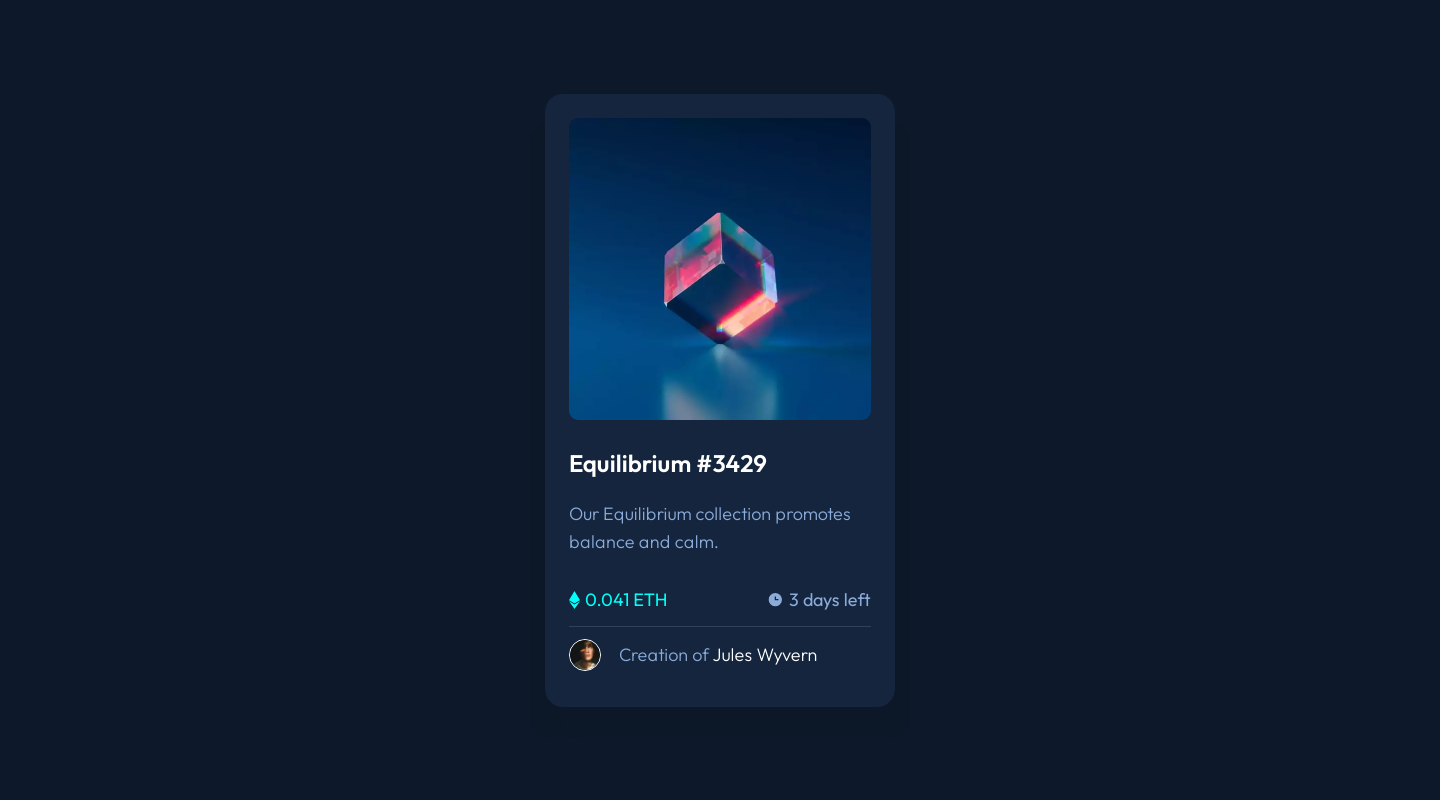 Equilibrium #3429
Our Equilibrium collection promotes
balance and calm.
0.041 ETH
3 days left
Creation of Jules Wyvern